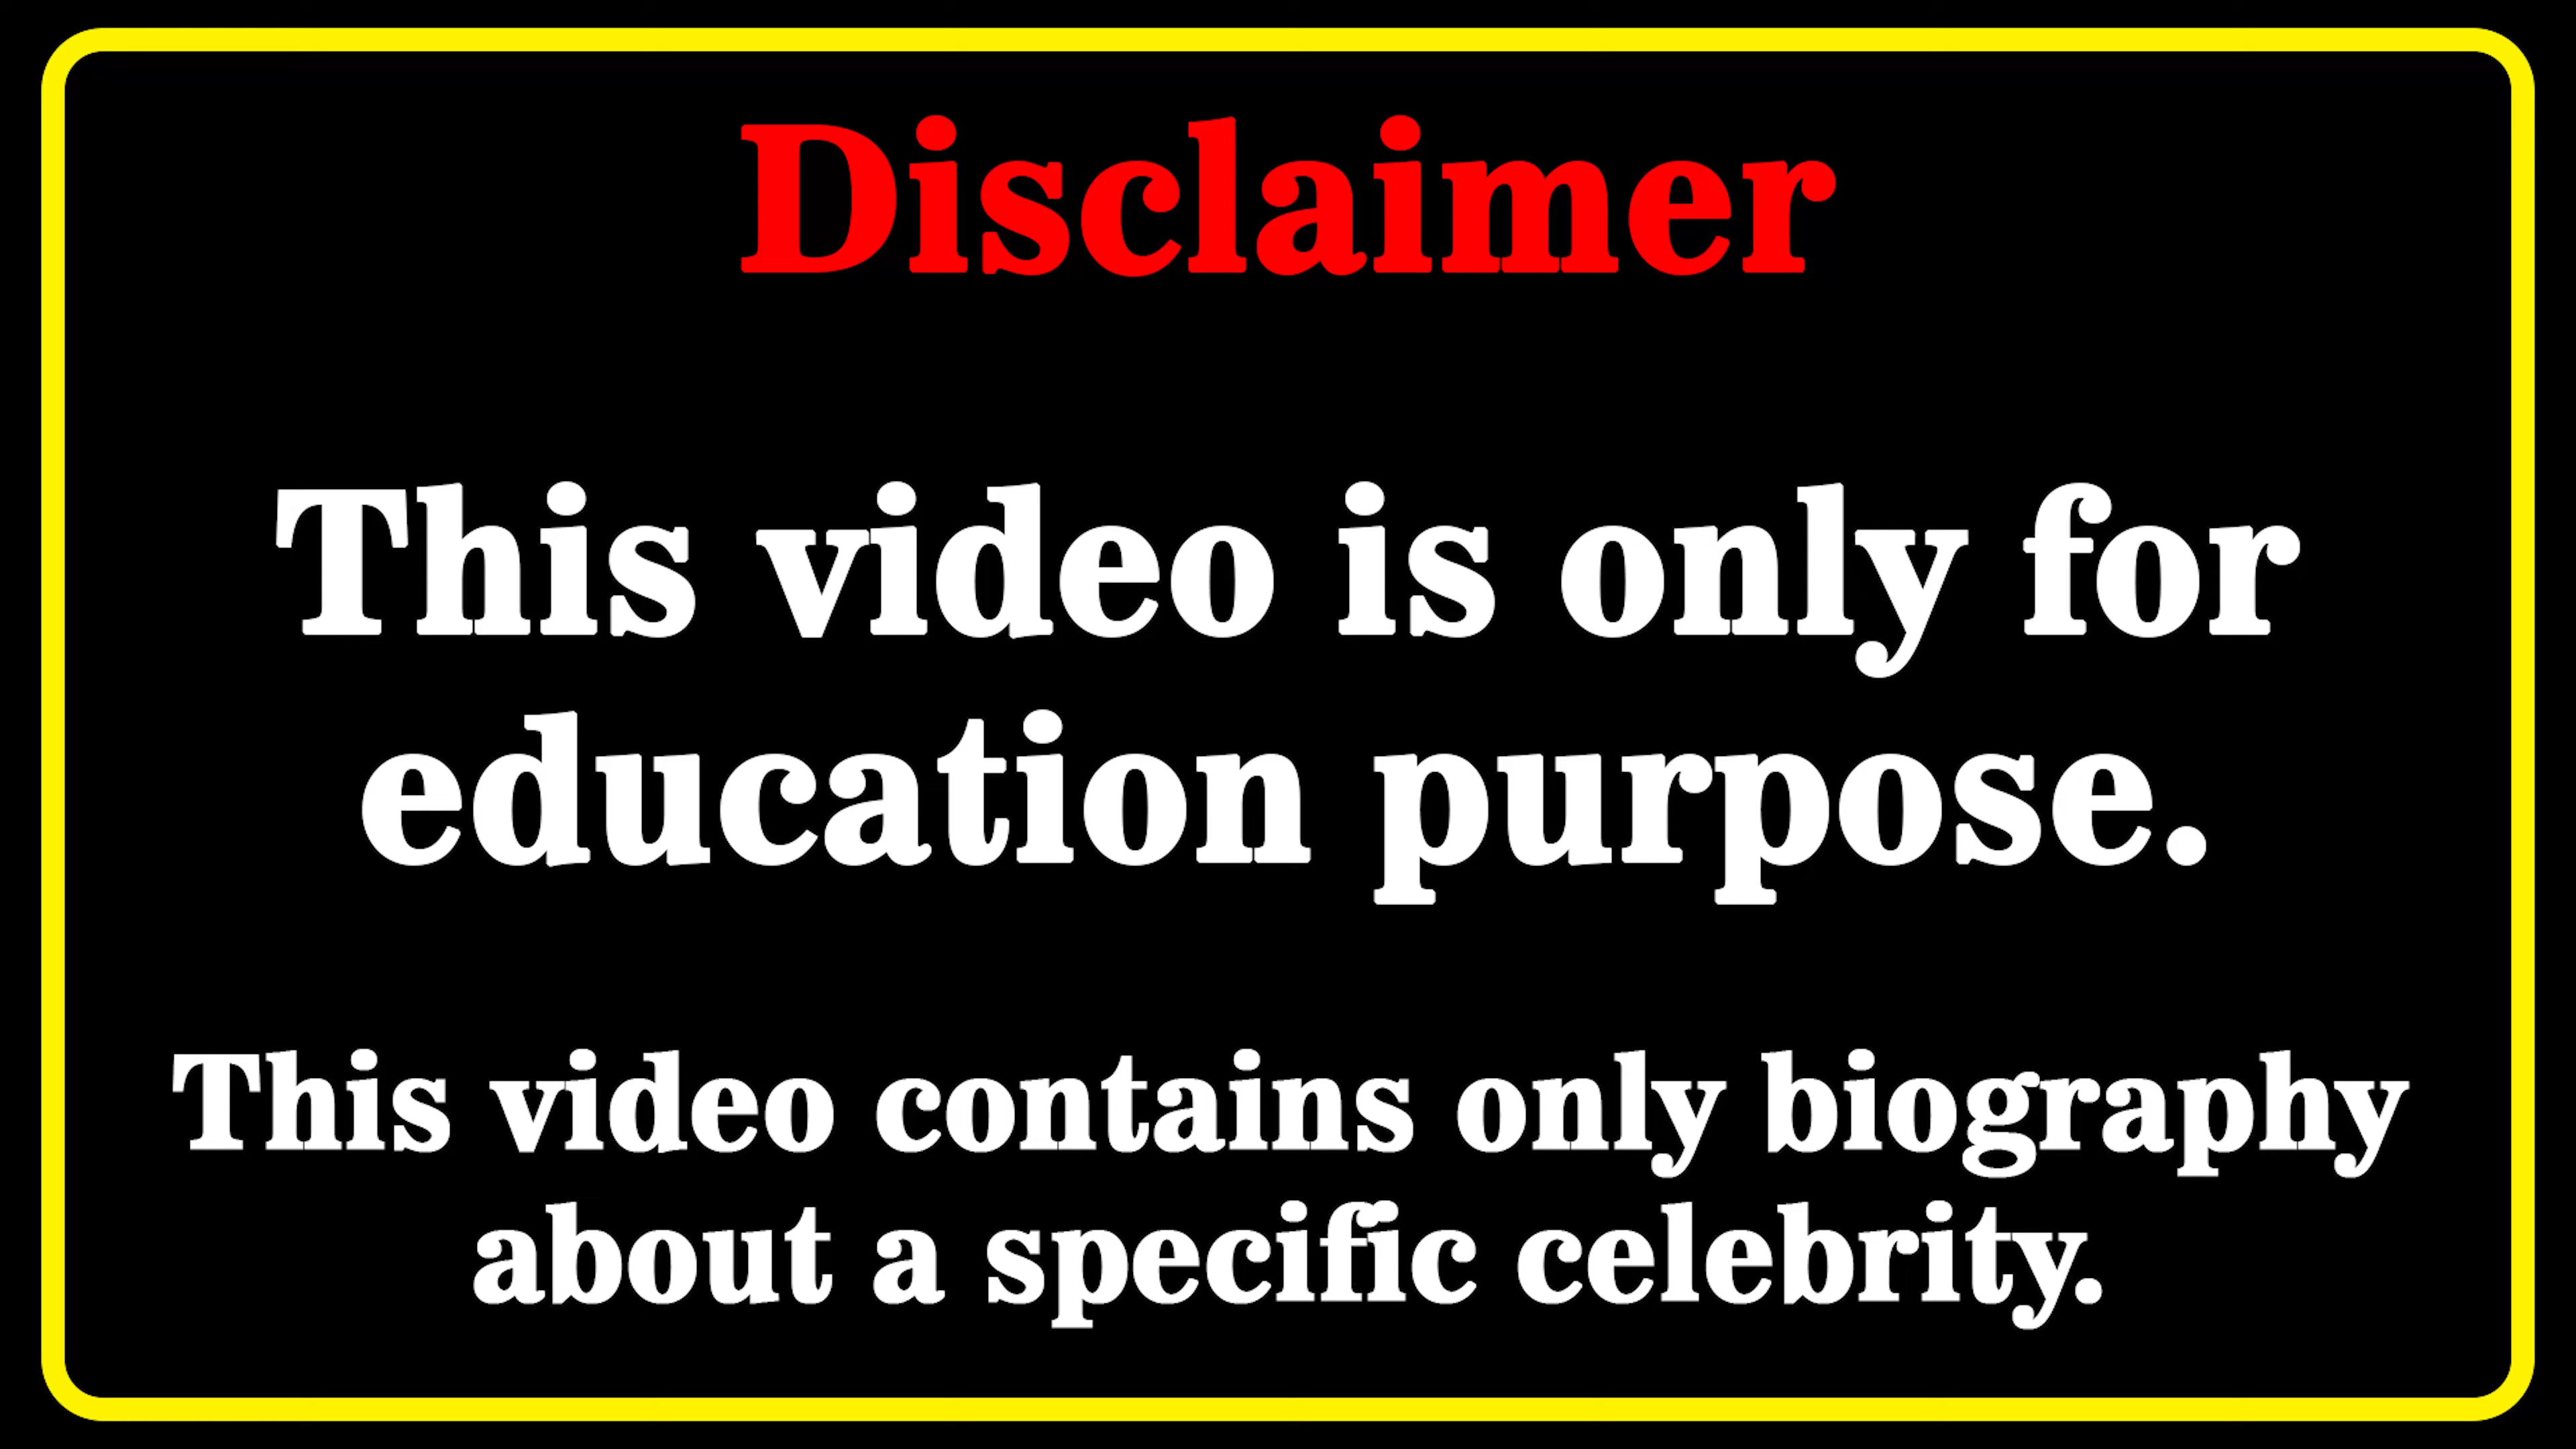 Disclaimer
This video is only for
education purpose.
This video contains only biography
about a specific celebrity.